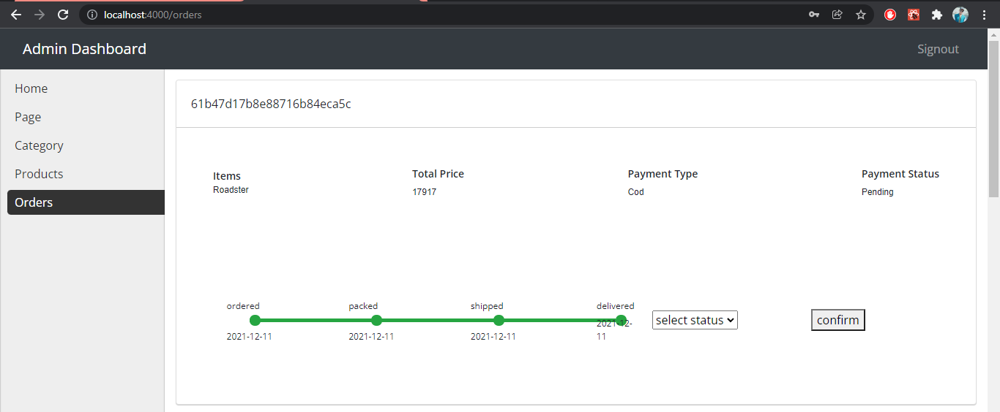 localhost:4000/orders
Admin Dashboard
Signout
Home
Page
Category
Products
Orders
61b47d17b8e88716b84eca5c
Items
Roadster
Total Price
17917
Payment Type
Cod
Payment Status
Pending
ordered
2021-12-11
packed
2021-12-11
shipped
2021-12-11
delivered
2021-12-
11
select status
confirm